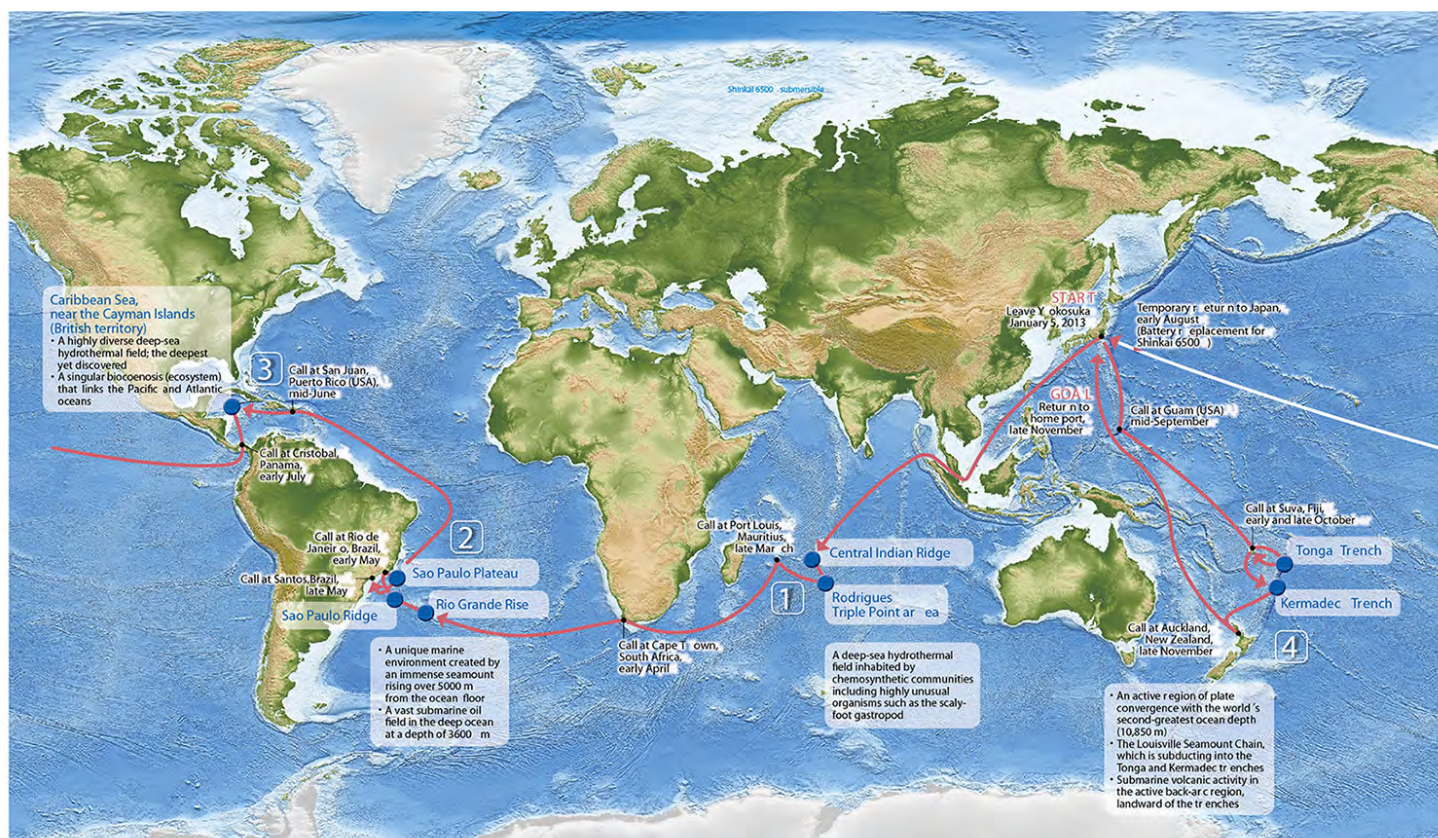 Shinkai 6500 submersible
Caribbean Sea,
near the Cayman Islands
(British territory)
• A highly diverse deep-sea
hydrothermal field; the deepest
yet discovered
• A singular biocoenosis (ecosystem)
that links the Pacific and Atlantic
oceans
3
Call at San Juan,
Puerto Rico (USA),
mid-June
Call at Cristobal,
Panama,
early July
2
Call at Rio de
Janeiro, Brazil,
early May
Call at Santos,Brazil,
late May
Sao Paulo Plateau
Sao Paulo Ridge
Rio Grande Rise
• A unique marine
environment created by
an immense seamount
rising over 5000 m
from the ocean floor
• A vast submarine oil
field in the deep ocean
at a depth of 3600 m
Call at Cape Town,
South Africa,
early April
Call at Port Louis,
Mauritius,
late March
1
Central Indian Ridge
Rodrigues
Triple Point area
A deep-sea hydrothermal
field inhabited by
chemosynthetic communities
including highly unusual
organisms such as the scaly-
foot gastropod
START
Leave Yokosuka
January 5, 2013
Temporary return to Japan,
early August
(Battery replacement for
Shinkai 6500)
GOAL
Return to
home port,
late November
Call at Guam (USA)
mid-September
Call at Suva, Fiji,
early and late October
Tonga Trench
Kermadec Trench
Call at Auckland,
New Zealand,
late November
4
• An active region of plate
convergence with the world's
second-greatest ocean depth
(10,850 m)
• The Louisville Seamount Chain,
which is subducting into the
Tonga and Kermadec trenches
• Submarine volcanic activity in
the active back-arc region,
landward of the trenches